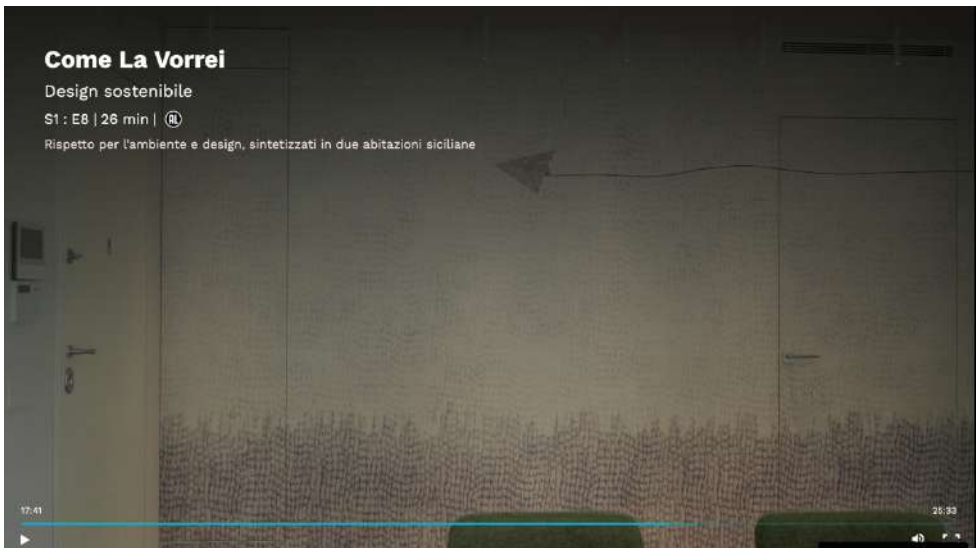 Come La Vorrei
Design sostenibile
S1 : E8 | 26 min | AL
Rispetto per l'ambiente e design, sintetizzati in due abitazioni siciliane
17:41
25:33